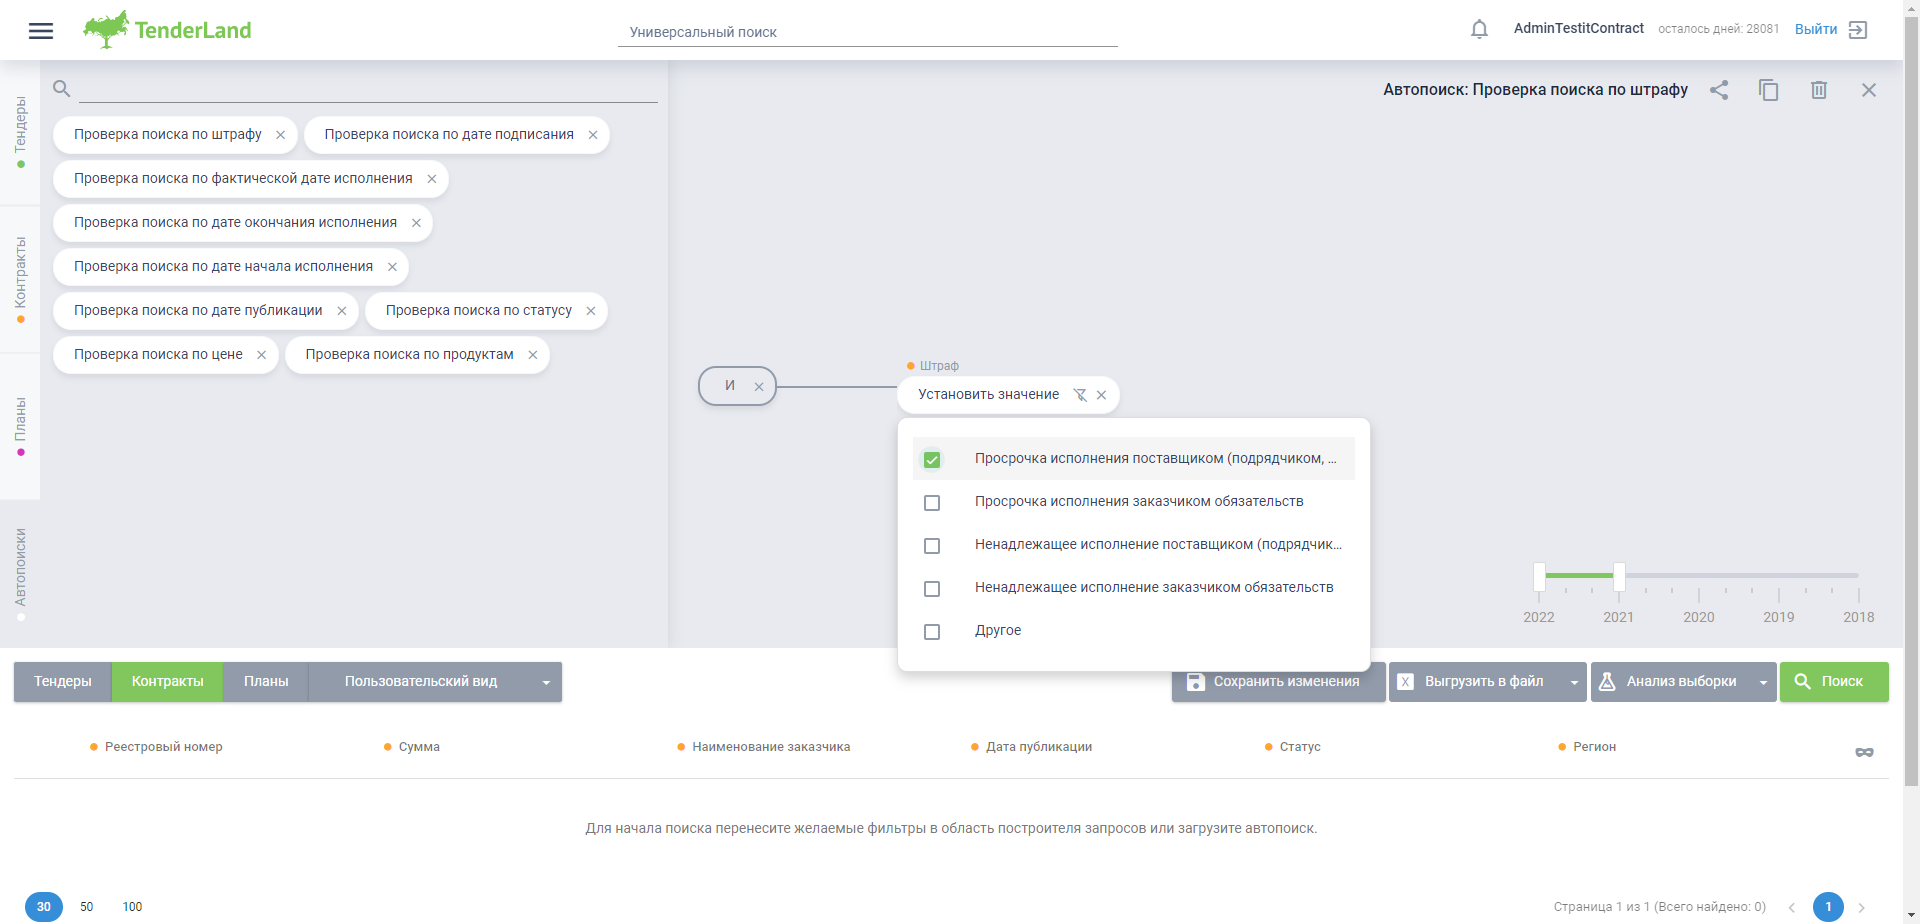 TenderLand
Универсальный поиск
AdminTestitContract
осталось дней: 28081
Выйти
Тендеры
Контракты
Планы
Автопоиски
Проверка поиска по штрафу
Проверка поиска по дате подписания
Проверка поиска по фактической дате исполнения
Проверка поиска по дате окончания исполнения
Проверка поиска по дате начала исполнения
Проверка поиска по дате публикации
Проверка поиска по статусу
Проверка поиска по цене
Проверка поиска по продуктам
Автопоиск: Проверка поиска по штрафу
И
Штраф
Установить значение
Просрочка исполнения поставщиком (подрядчиком, ...
Просрочка исполнения заказчиком обязательств
Ненадлежащее исполнение поставщиком (подрядчик...
Ненадлежащее исполнение заказчиком обязательств
Другое
2022 2021 2020 2019 2018
Тендеры
Контракты
Планы
Пользовательский вид
Сохранить изменения
X Выгрузить в файл
Анализ выборки
Поиск
Реестровый номер
Сумма
Наименование заказчика
Дата публикации
Статус
Регион
Для начала поиска перенесите желаемые фильтры в область построителя запросов или загрузите автопоиск.
30 50 100
Страница 1 из 1 (Всего найдено: 0)
1